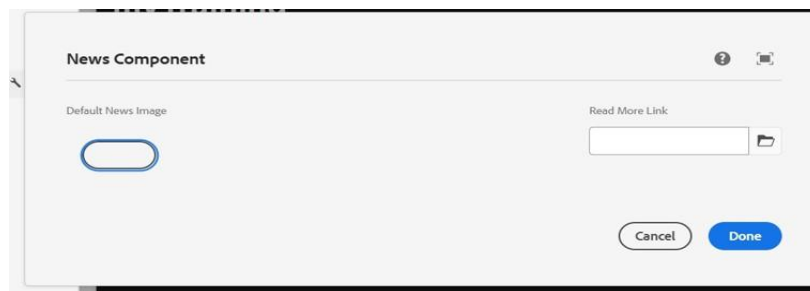 News Component
Default News Image
Read More Link
Cancel
Done